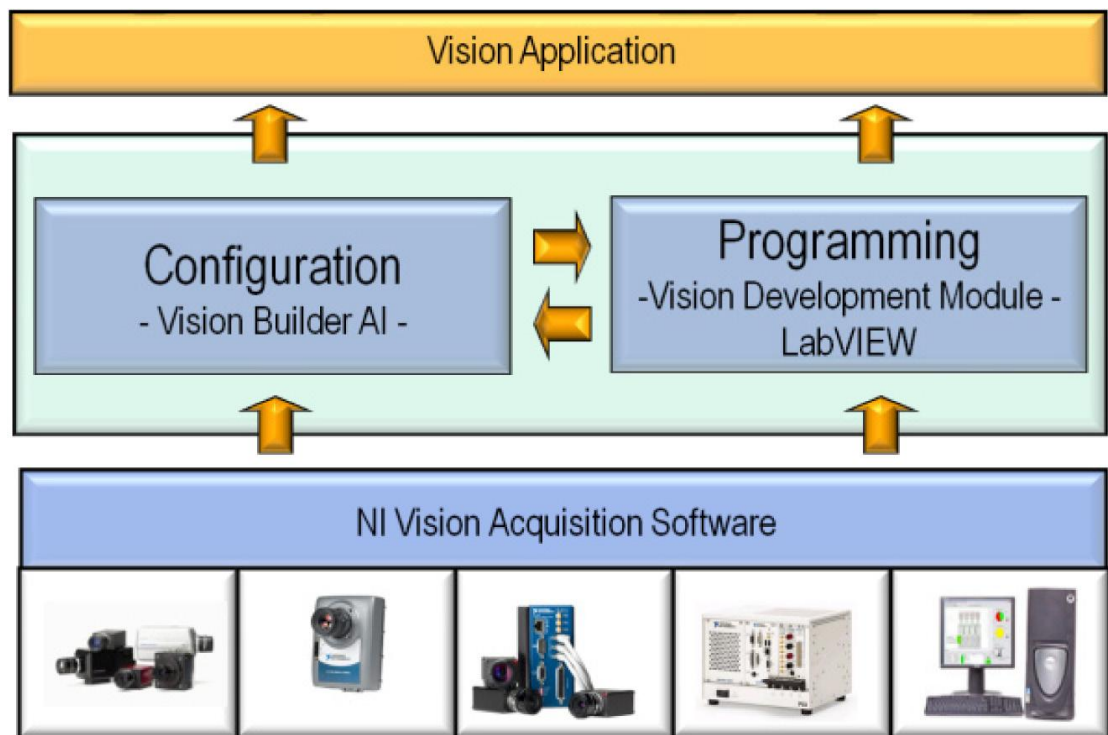 Vision Application
Configuration
- Vision Builder AI -
Programming
-Vision Development Module -
LabVIEW
NI Vision Acquisition Software